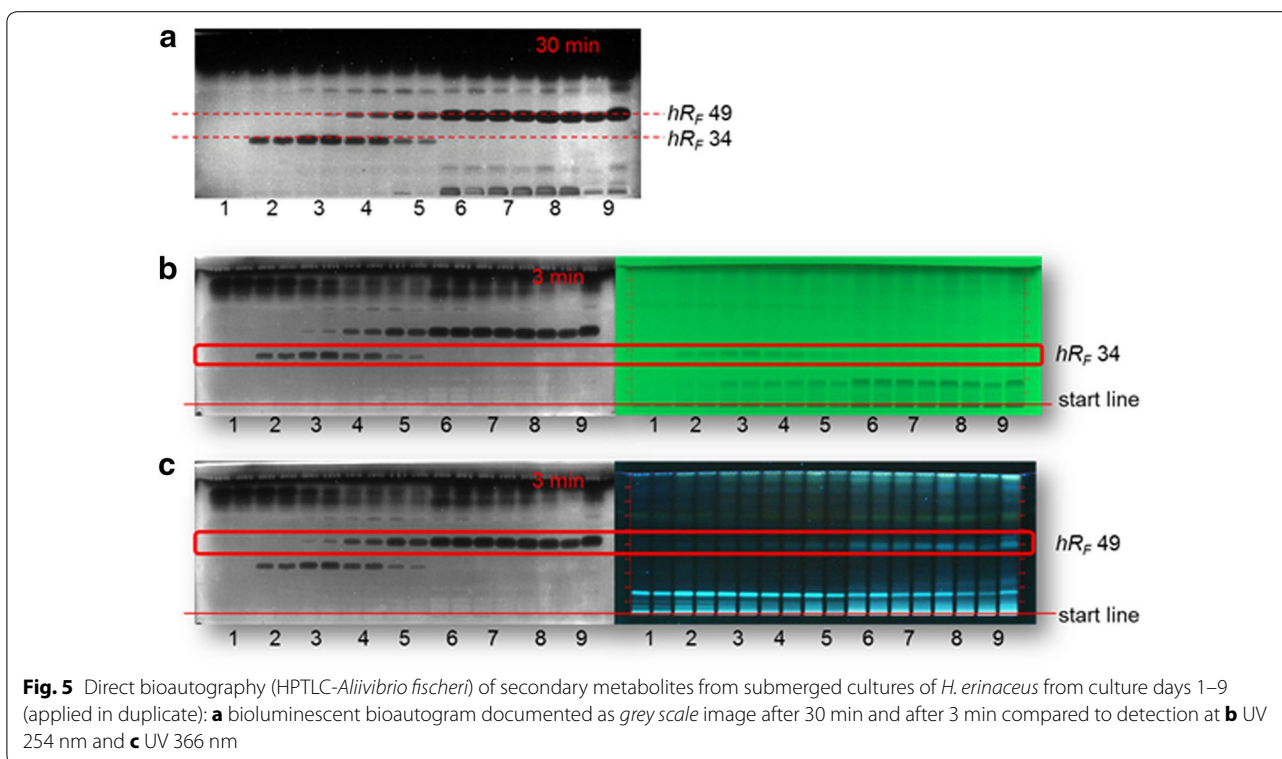 a
30 min
hR_F 49
hR_F 34
1 2 3 4 5 6 7 8 9
b
3 min
hR_F 34
start line
1 2 3 4 5 6 7 8 9 1 2 3 4 5 6 7 8 9
c
3 min
hR_F 49
start line
1 2 3 4 5 6 7 8 9 1 2 3 4 5 6 7 8 9
Fig. 5 Direct bioautography (HPTLC-Aliivibrio fischeri) of secondary metabolites from submerged cultures of H. erinaceus from culture days 1–9
(applied in duplicate): a bioluminescent bioautogram documented as grey scale image after 30 min and after 3 min compared to detection at b UV
254 nm and c UV 366 nm